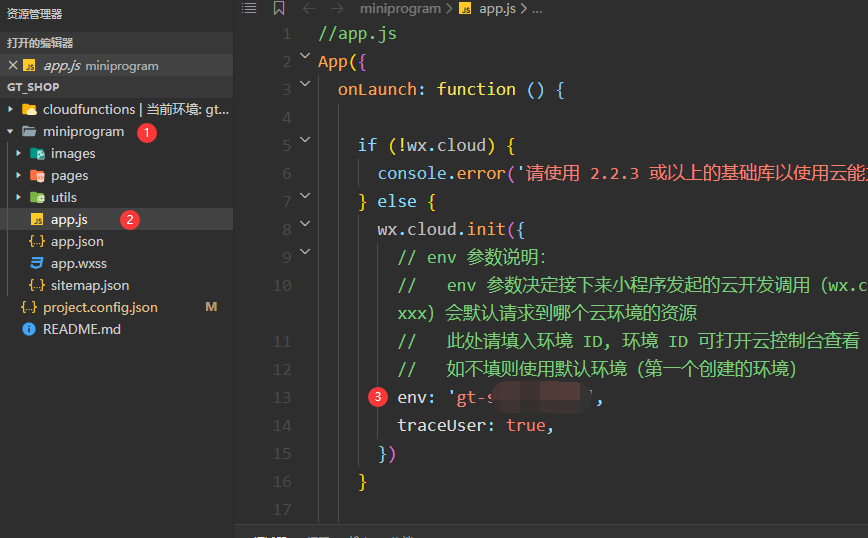 资源管理器
打开的编辑器
JS app.js miniprogram
GT_SHOP
cloudfunctions | 当前环境: gt...
miniprogram 1
images
pages
utils
JS app.js 2
{..} app.json
app.wxss
{..} sitemap.json
{..} project.config.json M
README.md
miniprogram > JS app.js > ...
1 //app.js
2 App({
3 onLaunch: function () {
4
5 if (!wx.cloud) {
6 console.error('请使用 2.2.3 或以上的基础库以使用云能
7 } else {
8 wx.cloud.init({
9 // env 参数说明：
10 // env 参数决定接下来小程序发起的云开发调用（wx.c
xxx）会默认请求到哪个云环境的资源
11 // 此处请填入环境 ID, 环境 ID 可打开云控制台查看
12 // 如不填则使用默认环境（第一个创建的环境）
13 3 env: 'gt-s ',
14 traceUser: true,
15 })
16 }
17